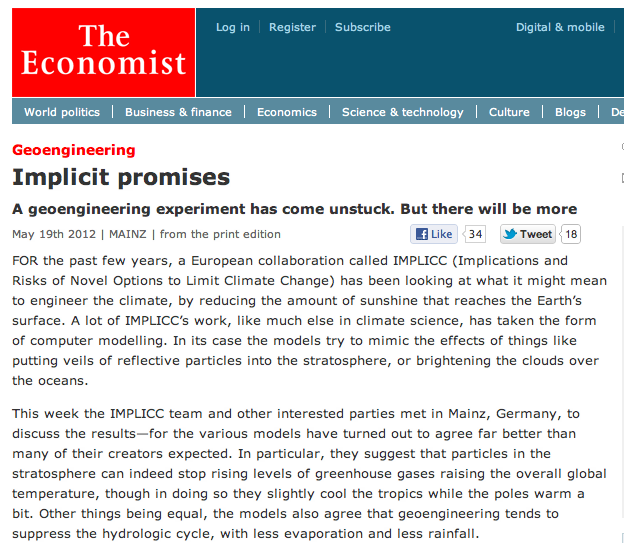 The
Economist
Log in Register Subscribe Digital & mobile
World politics Business & finance Economics Science & technology Culture Blogs De
Geoengineering
Implicit promises
A geoengineering experiment has come unstuck. But there will be more
May 19th 2012 | MAINZ | from the print edition
Like 34 Tweet 18
FOR the past few years, a European collaboration called IMPLICC (Implications and
Risks of Novel Options to Limit Climate Change) has been looking at what it might mean
to engineer the climate, by reducing the amount of sunshine that reaches the Earth's
surface. A lot of IMPLICC's work, like much else in climate science, has taken the form
of computer modelling. In its case the models try to mimic the effects of things like
putting veils of reflective particles into the stratosphere, or brightening the clouds over
the oceans.
This week the IMPLICC team and other interested parties met in Mainz, Germany, to
discuss the results—for the various models have turned out to agree far better than
many of their creators expected. In particular, they suggest that particles in the
stratosphere can indeed stop rising levels of greenhouse gases raising the overall global
temperature, though in doing so they slightly cool the tropics while the poles warm a
bit. Other things being equal, the models also agree that geoengineering tends to
suppress the hydrologic cycle, with less evaporation and less rainfall.